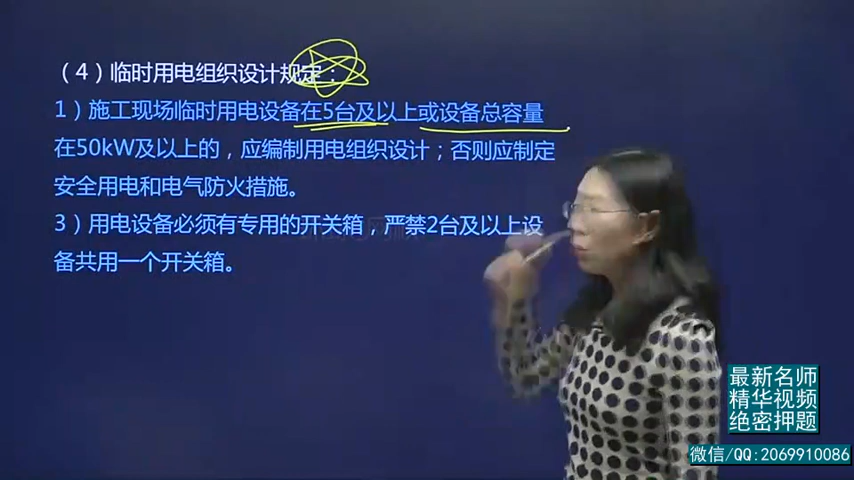 （4）临时用电组织设计规定：
1）施工现场临时用电设备在5台及以上或设备总容量
在50kW及以上的，应编制用电组织设计；否则应制定
安全用电和电气防火措施。
3）用电设备必须有专用的开关箱，严禁2台及以上设
备共用一个开关箱。
最新名师
精华视频
绝密押题
微信/QQ:2069910086